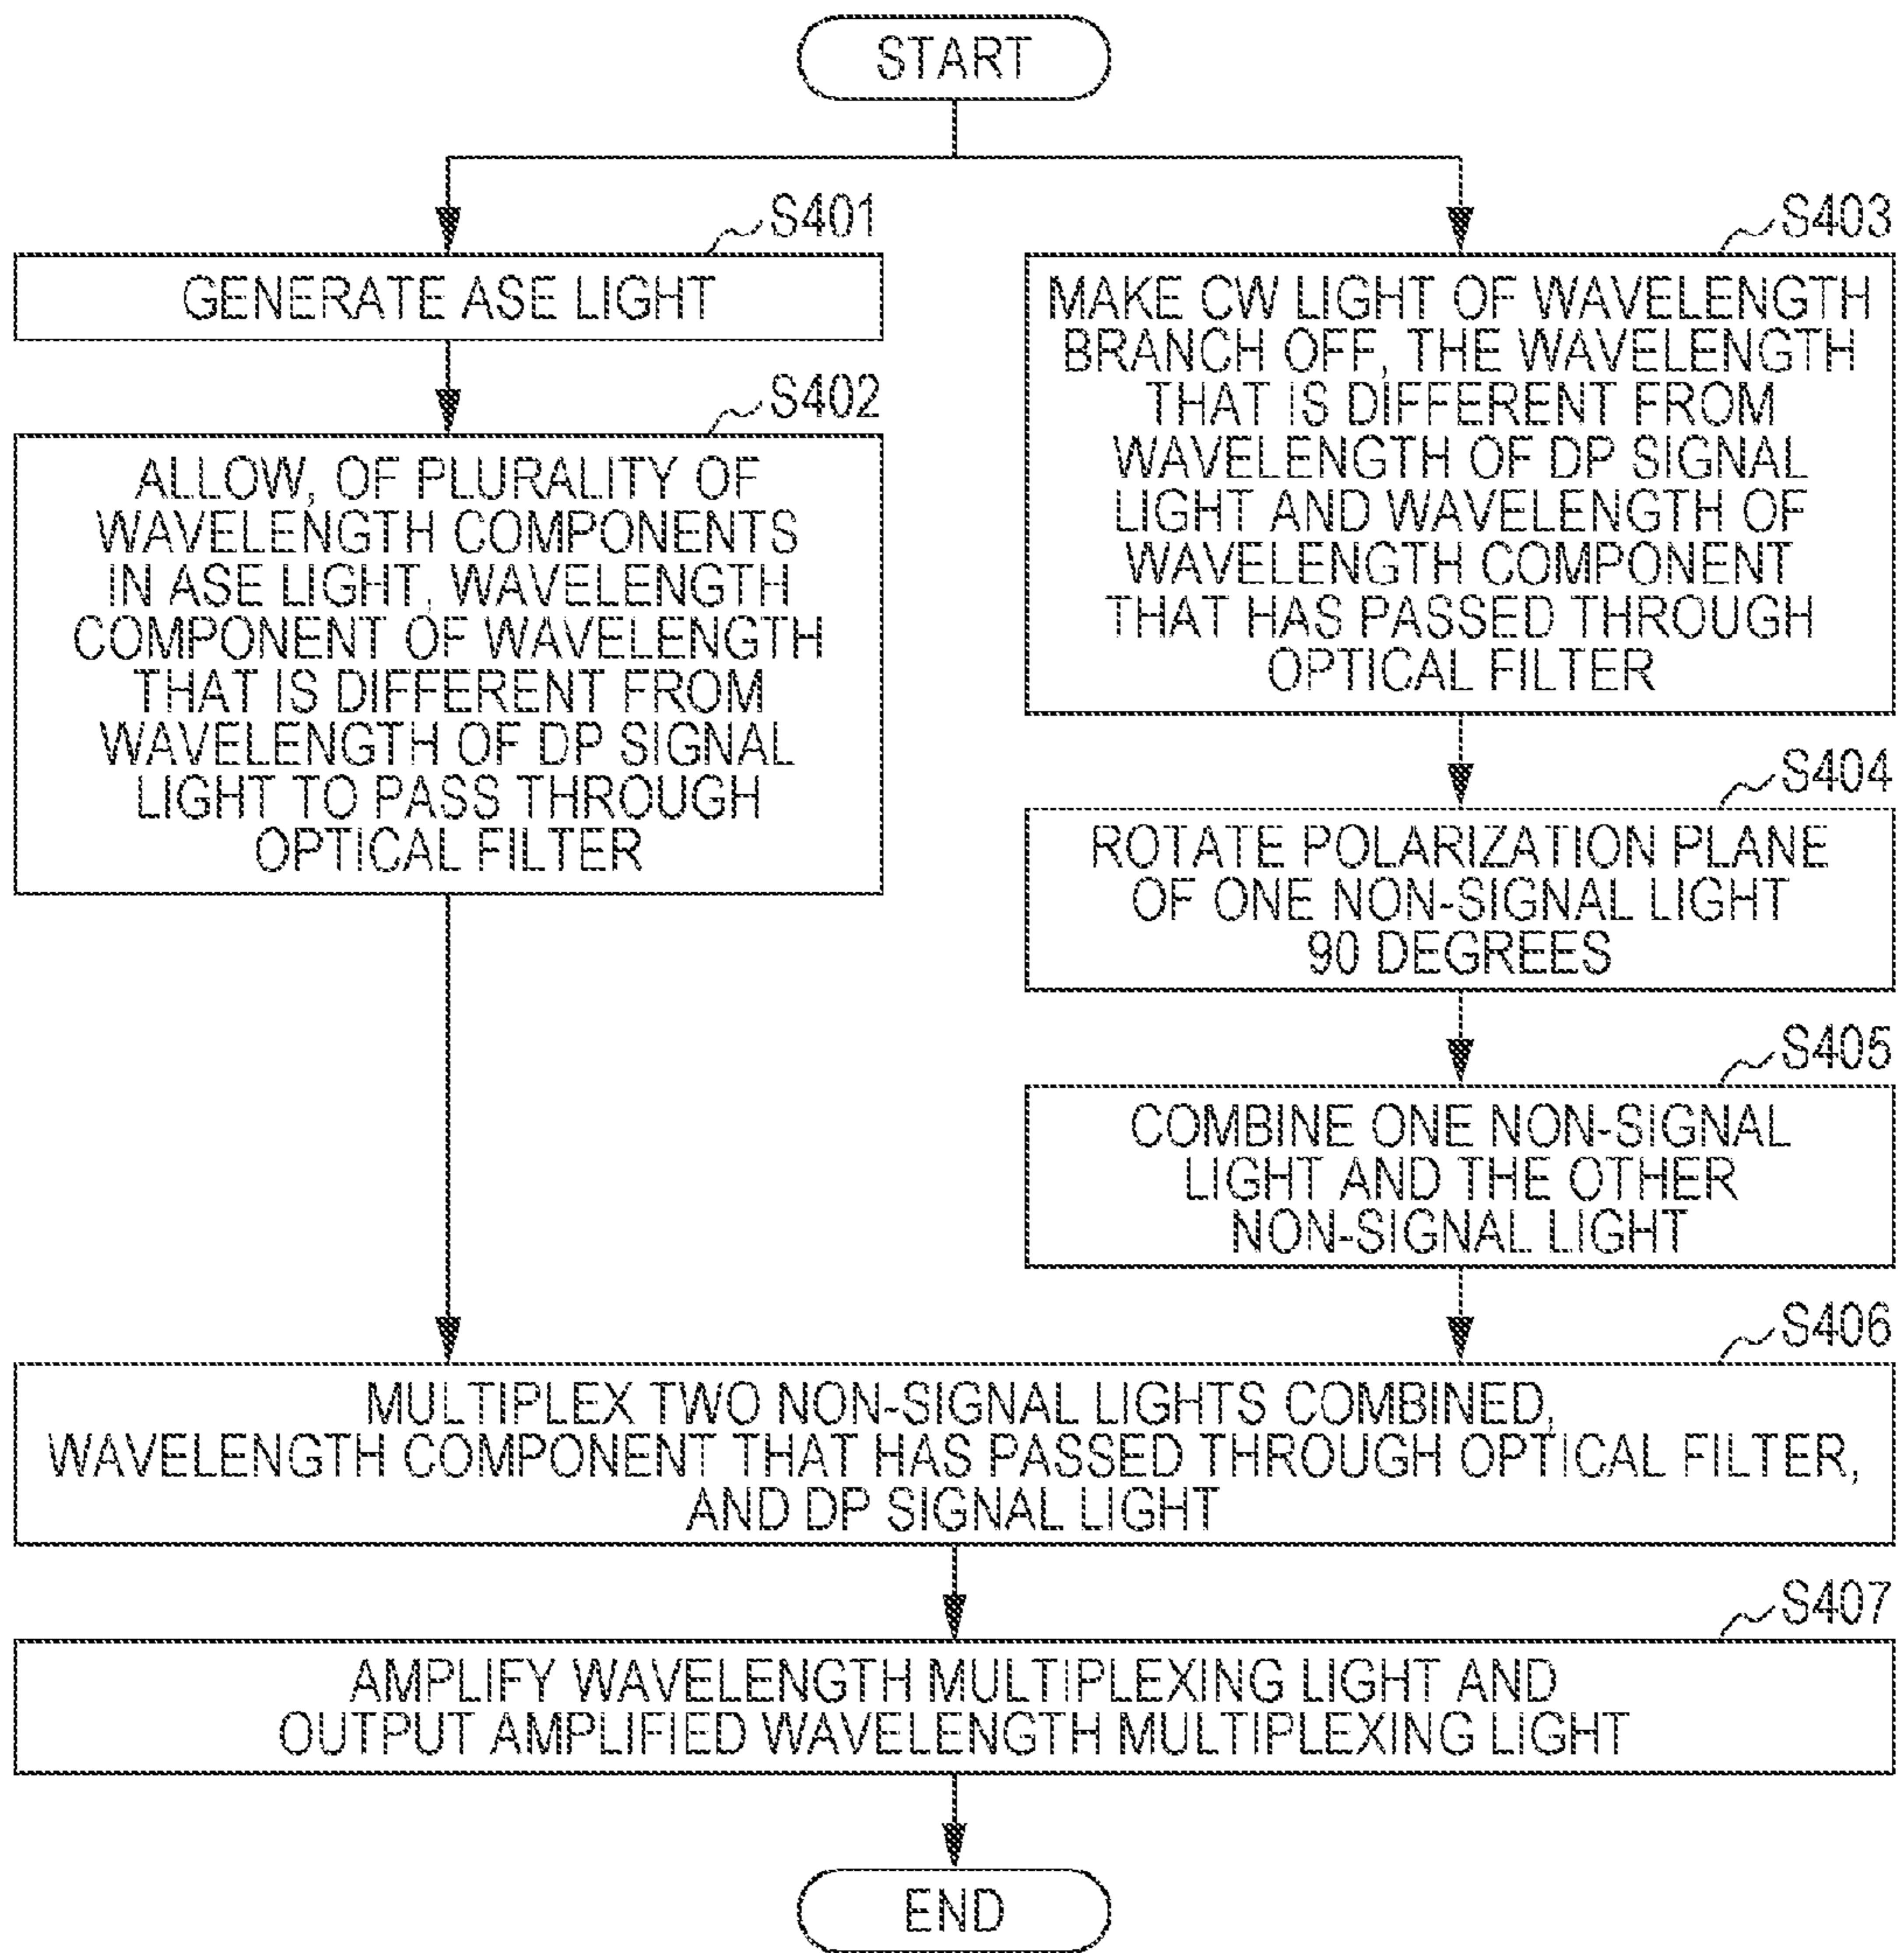 START
S401
GENERATE ASE LIGHT
S402
ALLOW, OF PLURALITY OF
WAVELENGTH COMPONENTS
IN ASE LIGHT, WAVELENGTH
COMPONENT OF WAVELENGTH
THAT IS DIFFERENT FROM
WAVELENGTH OF DP SIGNAL
LIGHT TO PASS THROUGH
OPTICAL FILTER
S403
MAKE CW LIGHT OF WAVELENGTH
BRANCH OFF, THE WAVELENGTH
THAT IS DIFFERENT FROM
WAVELENGTH OF DP SIGNAL
LIGHT AND WAVELENGTH OF
WAVELENGTH COMPONENT
THAT HAS PASSED THROUGH
OPTICAL FILTER
S404
ROTATE POLARIZATION PLANE
OF ONE NON-SIGNAL LIGHT
90 DEGREES
S405
COMBINE ONE NON-SIGNAL
LIGHT AND THE OTHER
NON-SIGNAL LIGHT
S406
MULTIPLEX TWO NON-SIGNAL LIGHTS COMBINED,
WAVELENGTH COMPONENT THAT HAS PASSED THROUGH OPTICAL FILTER,
AND DP SIGNAL LIGHT
S407
AMPLIFY WAVELENGTH MULTIPLEXING LIGHT AND
OUTPUT AMPLIFIED WAVELENGTH MULTIPLEXING LIGHT
END